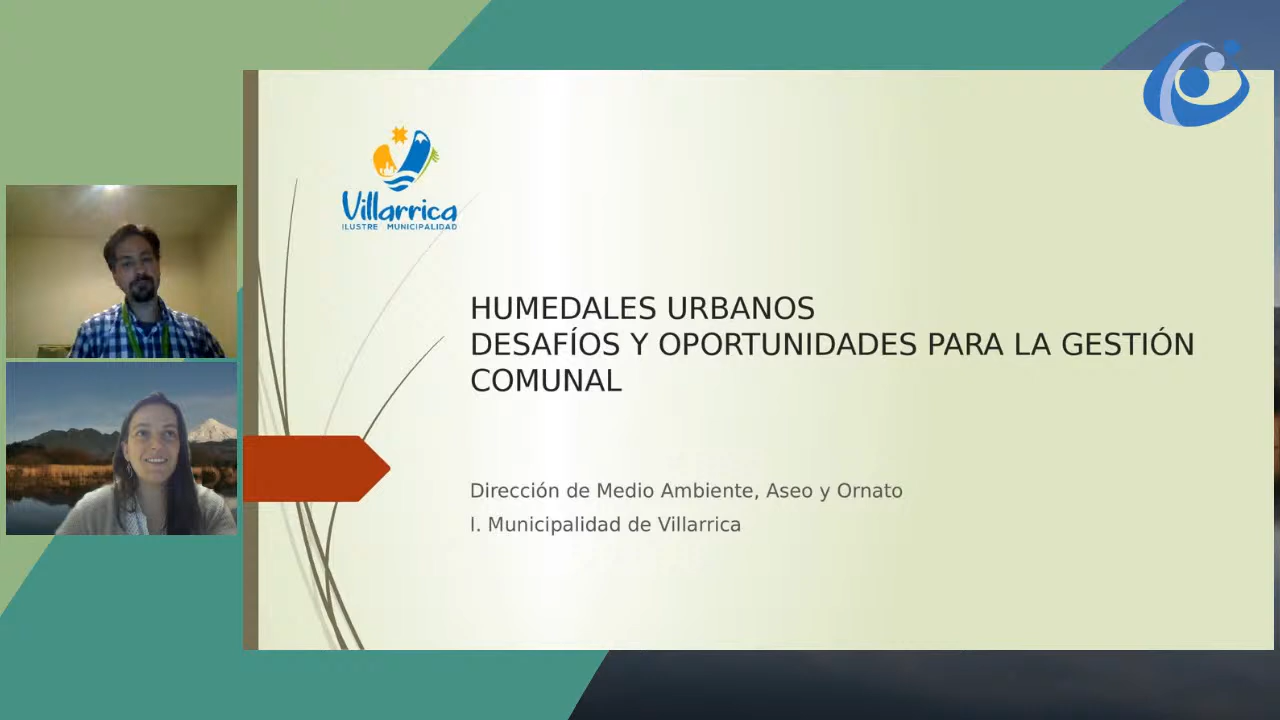 Villarrica
ILUSTRE MUNICIPALIDAD
HUMEDALES URBANOS
DESAFÍOS Y OPORTUNIDADES PARA LA GESTIÓN
COMUNAL
Dirección de Medio Ambiente, Aseo y Ornato
I. Municipalidad de Villarrica